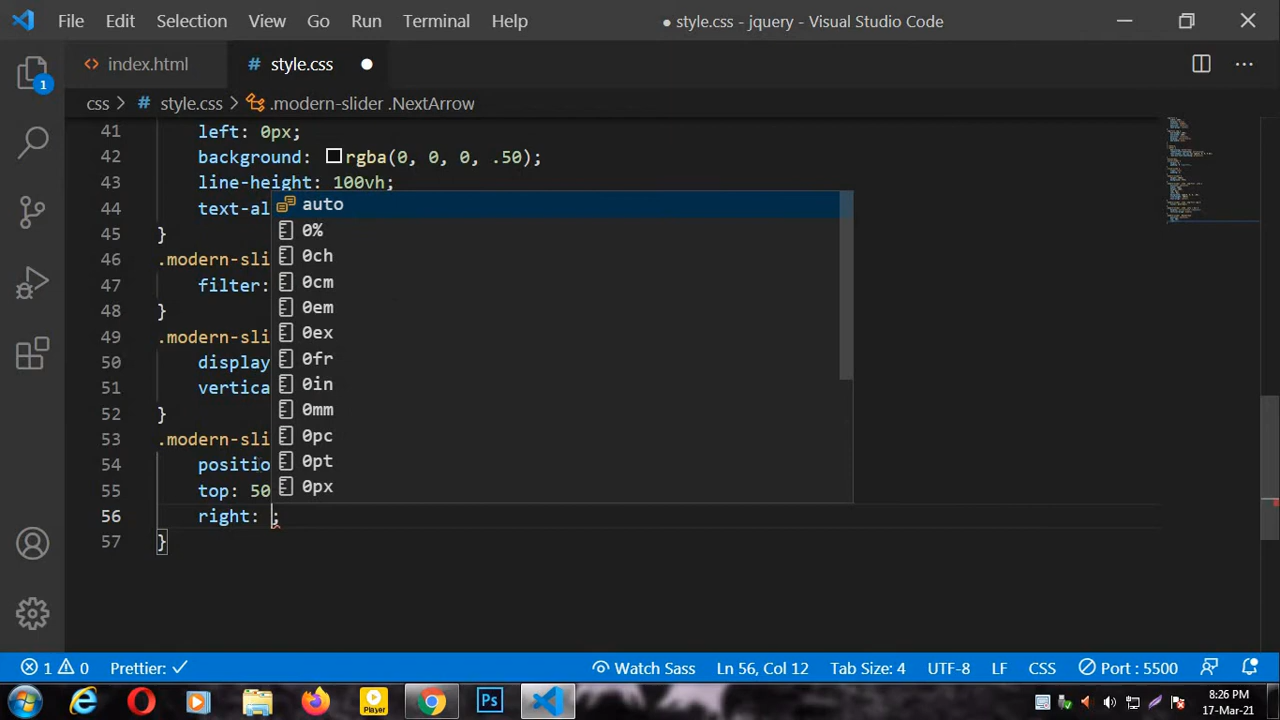 File Edit Selection View Go Run Terminal Help
● style.css - jquery - Visual Studio Code
1
<> index.html
# style.css ●
css > # style.css > .modern-slider .NextArrow
41 left: 0px;
42 background: rgba(0, 0, 0, .50);
43 line-height: 100vh;
44 text-al
45 }
46 .modern-sli
47 filter:
48 }
49 .modern-sli
50 display
51 vertica
52 }
53 .modern-sli
54 positio
55 top: 50
56 right: ;
57 }
auto
0%
0ch
0cm
0em
0ex
0fr
0in
0mm
0pc
0pt
0px
1 0 Prettier: ✓ Watch Sass Ln 56, Col 12 Tab Size: 4 UTF-8 LF CSS Port : 5500
Player
Ps
8:26 PM
17-Mar-21